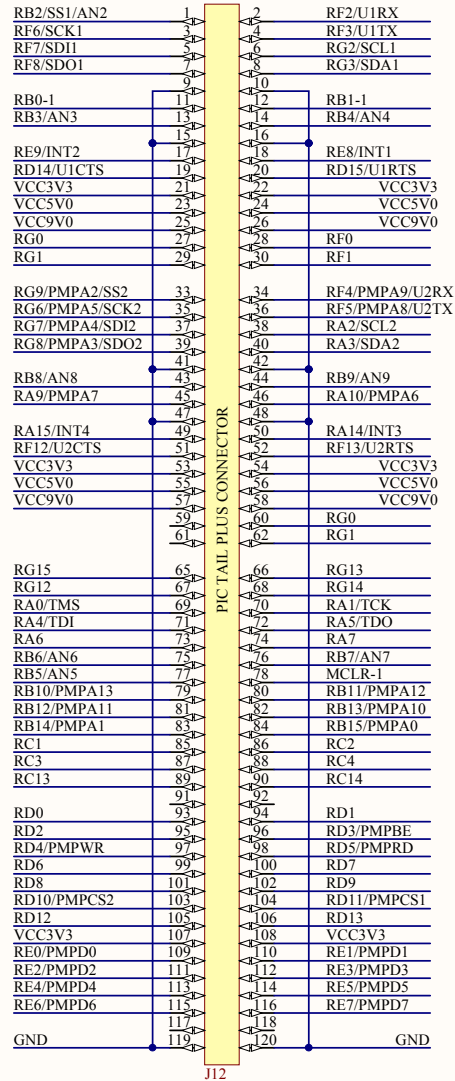 RB2/SS1/AN2 1 2 RF2/U1RX
RF6/SCK1 3 4 RF3/U1TX
RF7/SDI1 5 6 RG2/SCL1
RF8/SDO1 7 8 RG3/SDA1
9 10
RB0-1 11 12 RB1-1
RB3/AN3 13 14 RB4/AN4
15 16
RE9/INT2 17 18 RE8/INT1
RD14/U1CTS 19 20 RD15/U1RTS
VCC3V3 21 22 VCC3V3
VCC5V0 23 24 VCC5V0
VCC9V0 25 26 VCC9V0
RG0 27 28 RF0
RG1 29 30 RF1
RG9/PMPA2/SS2 33 34 RF4/PMPA9/U2RX
RG6/PMPA5/SCK2 35 36 RF5/PMPA8/U2TX
RG7/PMPA4/SDI2 37 38 RA2/SCL2
RG8/PMPA3/SDO2 39 40 RA3/SDA2
41 42
RB8/AN8 43 44 RB9/AN9
RA9/PMPA7 45 46 RA10/PMPA6
47 48
RA15/INT4 49 50 RA14/INT3
RF12/U2CTS 51 52 RF13/U2RTS
VCC3V3 53 54 VCC3V3
VCC5V0 55 56 VCC5V0
VCC9V0 57 58 VCC9V0
59 60 RG0
61 62 RG1
PIC TAIL PLUS CONNECTOR
RG15 65 66 RG13
RG12 67 68 RG14
RA0/TMS 69 70 RA1/TCK
RA4/TDI 71 72 RA5/TDO
RA6 73 74 RA7
RB6/AN6 75 76 RB7/AN7
RB5/AN5 77 78 MCLR-1
RB10/PMPA13 79 80 RB11/PMPA12
RB12/PMPA11 81 82 RB13/PMPA10
RB14/PMPA1 83 84 RB15/PMPA0
RC1 85 86 RC2
RC3 87 88 RC4
RC13 89 90 RC14
91 92
RD0 93 94 RD1
RD2 95 96 RD3/PMPBE
RD4/PMPWR 97 98 RD5/PMPRD
RD6 99 100 RD7
RD8 101 102 RD9
RD10/PMPCS2 103 104 RD11/PMPCS1
RD12 105 106 RD13
VCC3V3 107 108 VCC3V3
RE0/PMPD0 109 110 RE1/PMPD1
RE2/PMPD2 111 112 RE3/PMPD3
RE4/PMPD4 113 114 RE5/PMPD5
RE6/PMPD6 115 116 RE7/PMPD7
117 118
GND 119 120 GND
J12